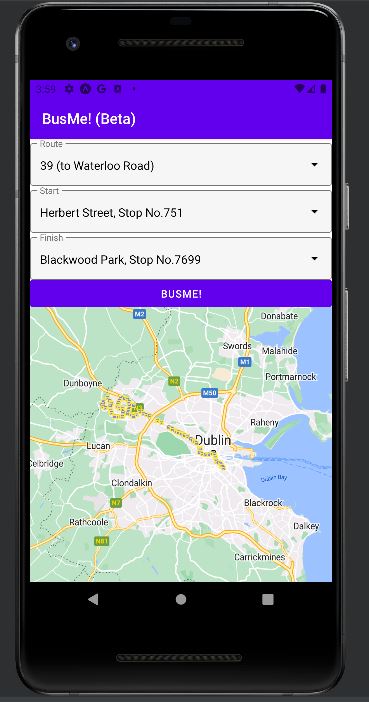 3:59
BusMe! (Beta)
Route
39 (to Waterloo Road)
Start
Herbert Street, Stop No.751
Finish
Blackwood Park, Stop No.7699
BUSME!
M2
Donabate
Swords
Malahide
M1
Portmarnock
Dunboyne
N2
M50
Raheny
Lucan
Dublin
Celbridge
Dublin Bay
Clondalkin
N7
Blackrock
Rathcoole
Dalkey
N81
Carrickmines